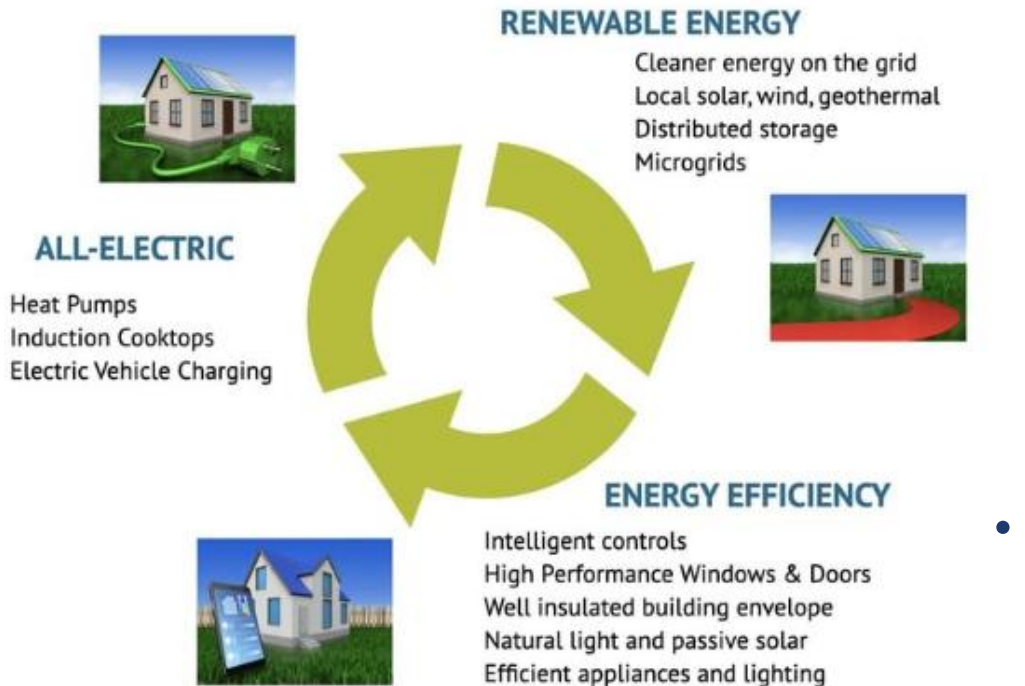 RENEWABLE ENERGY
Cleaner energy on the grid
Local solar, wind, geothermal
Distributed storage
Microgrids
ALL-ELECTRIC
Heat Pumps
Induction Cooktops
Electric Vehicle Charging
ENERGY EFFICIENCY
Intelligent controls
High Performance Windows & Doors
Well insulated building envelope
Natural light and passive solar
Efficient appliances and lighting